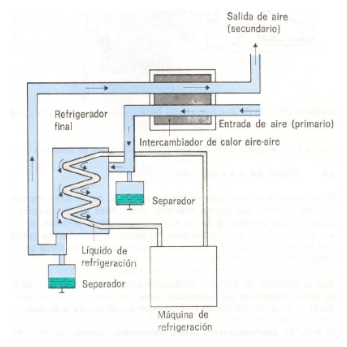 Salida de aire
(secundario)
Refrigerador
final
Entrada de aire (primario)
Intercambiador de calor aire-aire
Separador
Líquido de
refrigeración
Separador
Máquina de
refrigeración